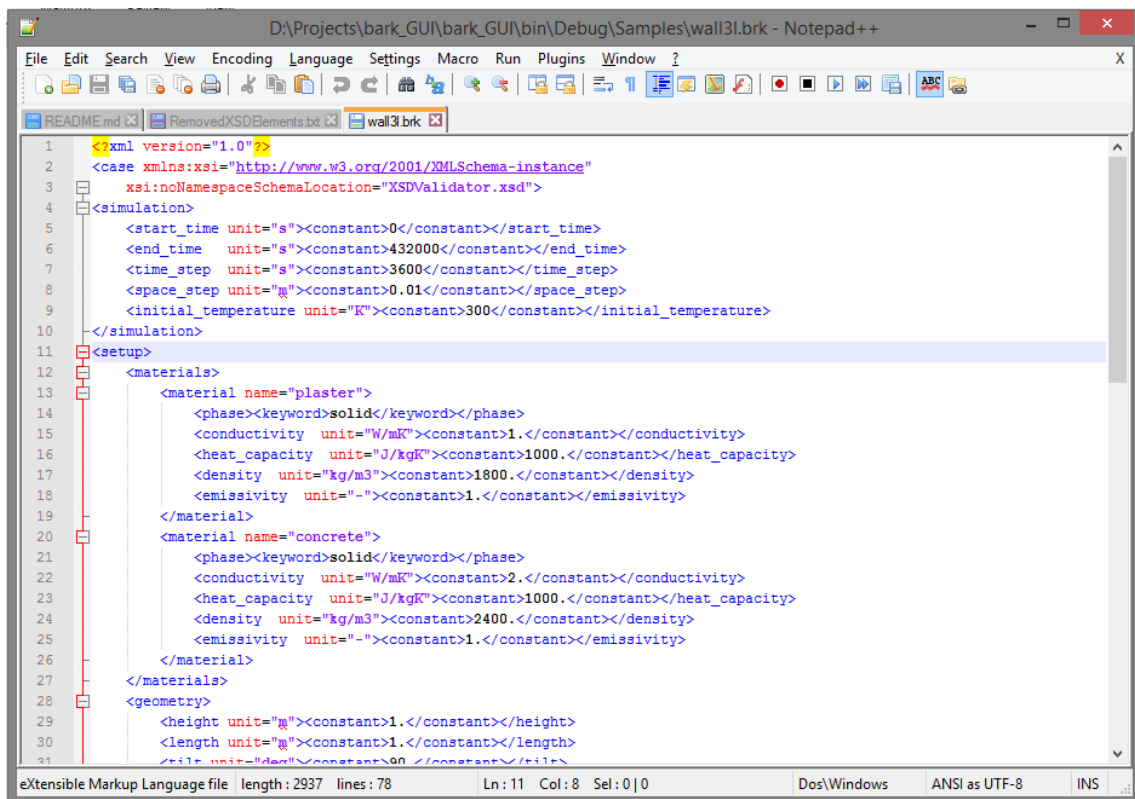 D:\Projects\bark_GUI\bark_GUI\bin\Debug\Samples\wall3l.brk - Notepad++
File Edit Search View Encoding Language Settings Macro Run Plugins Window ? X
ABC
README.md RemovedXSDElements.txt wall3l.brk
1 <?xml version="1.0"?>
2 <case xmlns:xsi="http://www.w3.org/2001/XMLSchema-instance"
3     xsi:noNamespaceSchemaLocation="XSDValidator.xsd">
4 <simulation>
5     <start_time unit="s"><constant>0</constant></start_time>
6     <end_time   unit="s"><constant>432000</constant></end_time>
7     <time_step  unit="s"><constant>3600</constant></time_step>
8     <space_step unit="m"><constant>0.01</constant></space_step>
9     <initial_temperature unit="K"><constant>300</constant></initial_temperature>
10 </simulation>
11 <setup>
12     <materials>
13         <material name="plaster">
14             <phase><keyword>solid</keyword></phase>
15             <conductivity  unit="W/mK"><constant>1.</constant></conductivity>
16             <heat_capacity  unit="J/kgK"><constant>1000.</constant></heat_capacity>
17             <density  unit="kg/m3"><constant>1800.</constant></density>
18             <emissivity  unit="-"><constant>1.</constant></emissivity>
19         </material>
20         <material name="concrete">
21             <phase><keyword>solid</keyword></phase>
22             <conductivity  unit="W/mK"><constant>2.</constant></conductivity>
23             <heat_capacity  unit="J/kgK"><constant>1000.</constant></heat_capacity>
24             <density  unit="kg/m3"><constant>2400.</constant></density>
25             <emissivity  unit="-"><constant>1.</constant></emissivity>
26         </material>
27     </materials>
28     <geometry>
29         <height unit="m"><constant>1.</constant></height>
30         <length unit="m"><constant>1.</constant></length>
31         <tilt unit="deg"><constant>90.</constant></tilt>
eXtensible Markup Language file length : 2937 lines : 78 Ln : 11 Col : 8 Sel : 0 | 0 Dos\Windows ANSI as UTF-8 INS